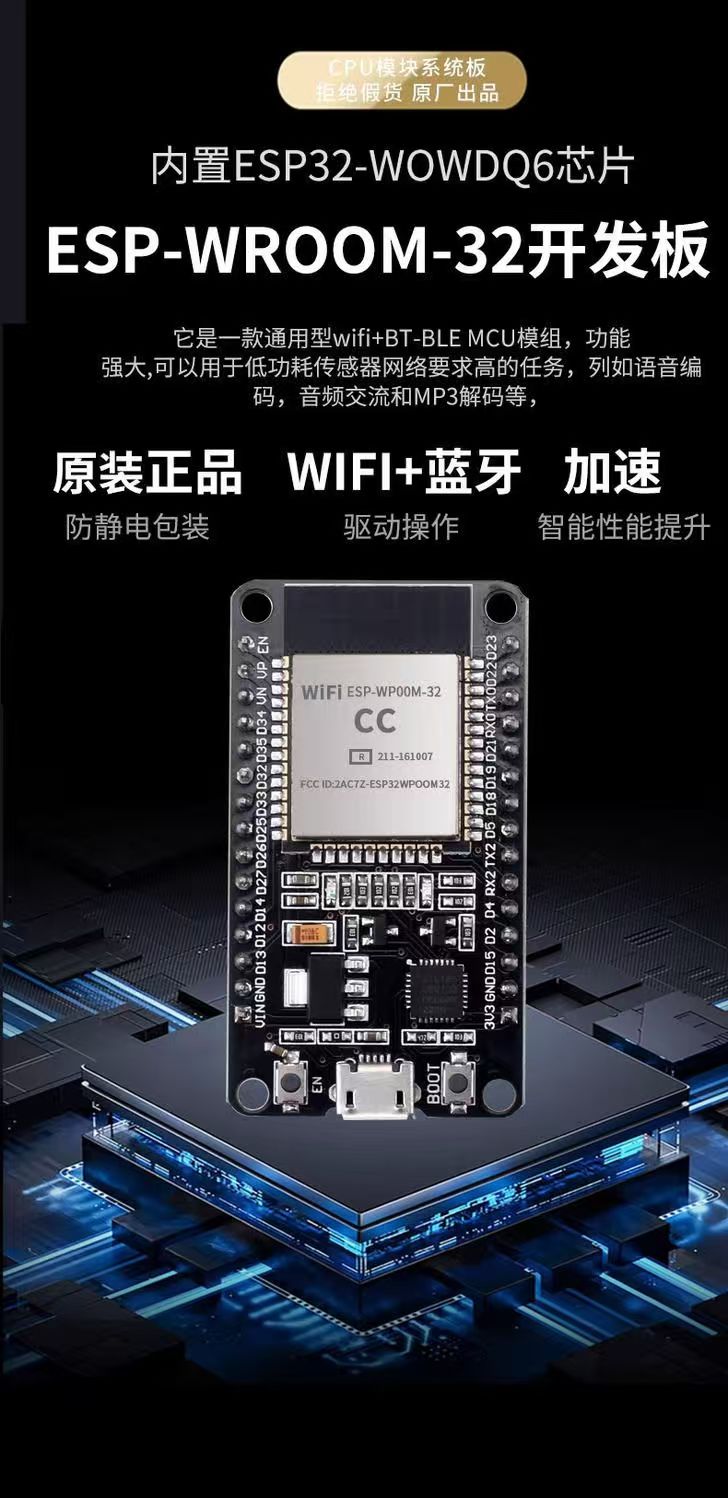 CPU模块系统板
拒绝假货 原厂出品
内置ESP32-WOWDQ6芯片
ESP-WROOM-32开发板
它是一款通用型wifi+BT-BLE MCU模组，功能
强大,可以用于低功耗传感器网络要求高的任务，列如语音编
码，音频交流和MP3解码等，
原装正品 WIFI+蓝牙 加速
防静电包装 驱动操作 智能性能提升
WiFi ESP-WP00M-32
CC
R 211-161007
FCC ID:2AC7Z-ESP32WPOOM32
EN
VP
VN
D34
D35
D32
D33
D25
D26
D27
D14
D12
D13
GND
VIN
D23
D22
TX0
RX0
D21
D19
D18
D5
TX2
RX2
D4
D2
D15
GND
3V3
EN
BOOT